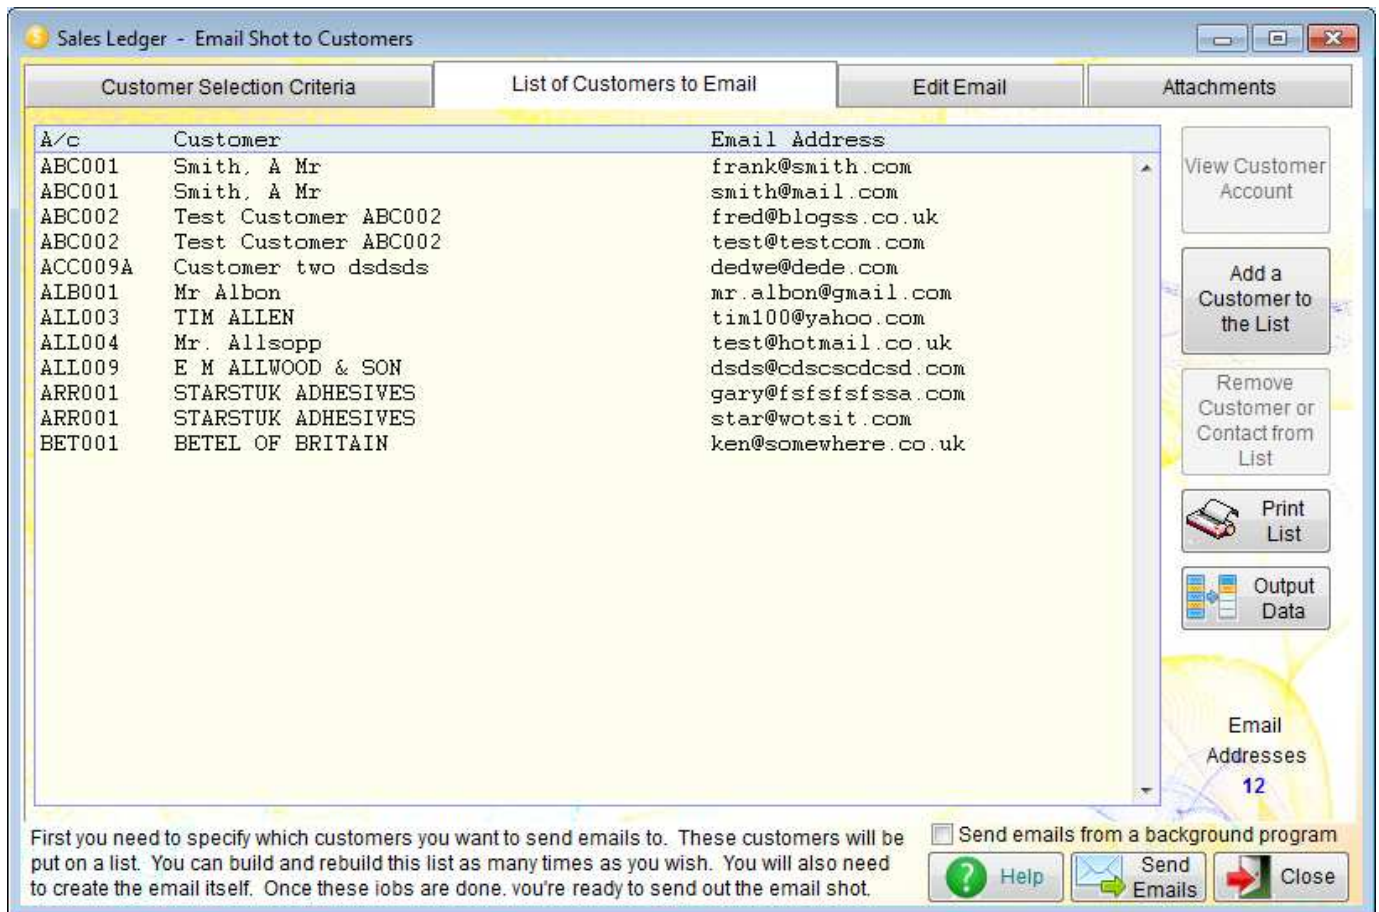 Sales Ledger - Email Shot to Customers
Customer Selection Criteria
List of Customers to Email
Edit Email
Attachments
A/c Customer Email Address
ABC001 Smith, A Mr frank@smith.com
ABC001 Smith, A Mr smith@mail.com
ABC002 Test Customer ABC002 fred@blogss.co.uk
ABC002 Test Customer ABC002 test@testcom.com
ACC009A Customer two dsdsds dedwe@dede.com
ALB001 Mr Albon mr.albon@gmail.com
ALL003 TIM ALLEN tim100@yahoo.com
ALL004 Mr. Allsopp test@hotmail.co.uk
ALL009 E M ALLWOOD & SON dsds@cdscscdcsd.com
ARR001 STARSTUK ADHESIVES gary@fsfsfsfssa.com
ARR001 STARSTUK ADHESIVES star@wotsit.com
BET001 BETEL OF BRITAIN ken@somewhere.co.uk
View Customer
Account
Add a
Customer to
the List
Remove
Customer or
Contact from
List
Print
List
Output
Data
Email
Addresses
12
First you need to specify which customers you want to send emails to. These customers will be
put on a list. You can build and rebuild this list as many times as you wish. You will also need
to create the email itself. Once these jobs are done, you're ready to send out the email shot.
Send emails from a background program
Help
Send
Emails
Close